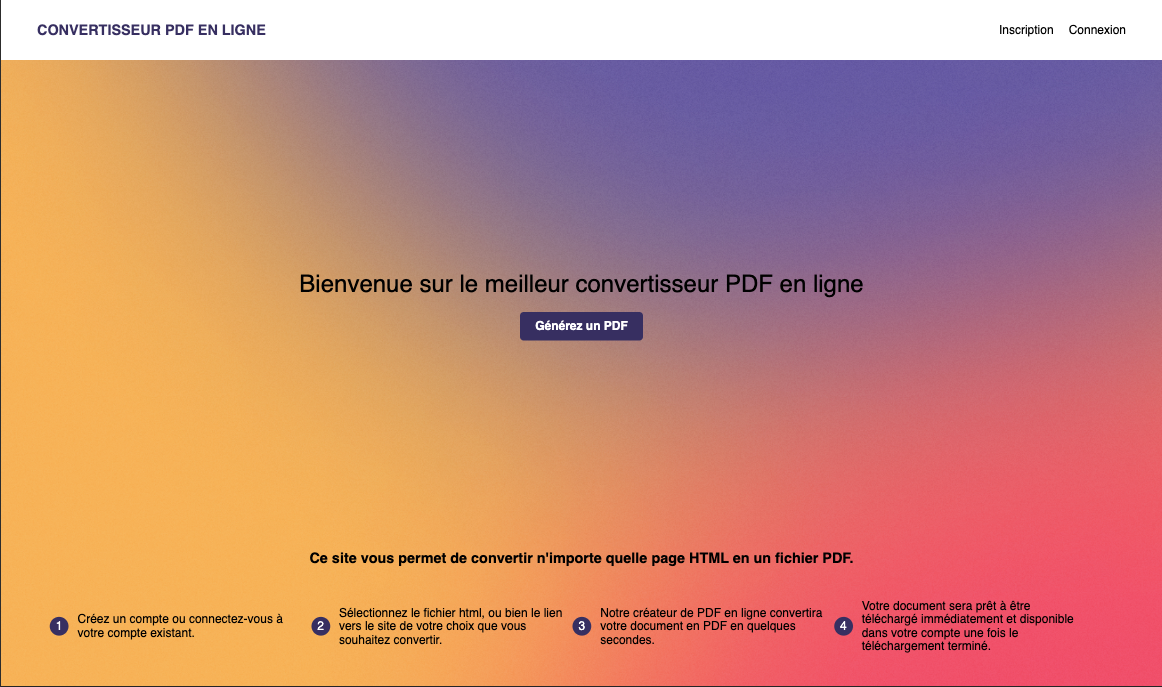 CONVERTISSEUR PDF EN LIGNE
Inscription Connexion
Bienvenue sur le meilleur convertisseur PDF en ligne
Générez un PDF
Ce site vous permet de convertir n'importe quelle page HTML en un fichier PDF.
1
Créez un compte ou connectez-vous à
votre compte existant.
2
Sélectionnez le fichier html, ou bien le lien
vers le site de votre choix que vous
souhaitez convertir.
3
Notre créateur de PDF en ligne convertira
votre document en PDF en quelques
secondes.
4
Votre document sera prêt à être
téléchargé immédiatement et disponible
dans votre compte une fois le
téléchargement terminé.